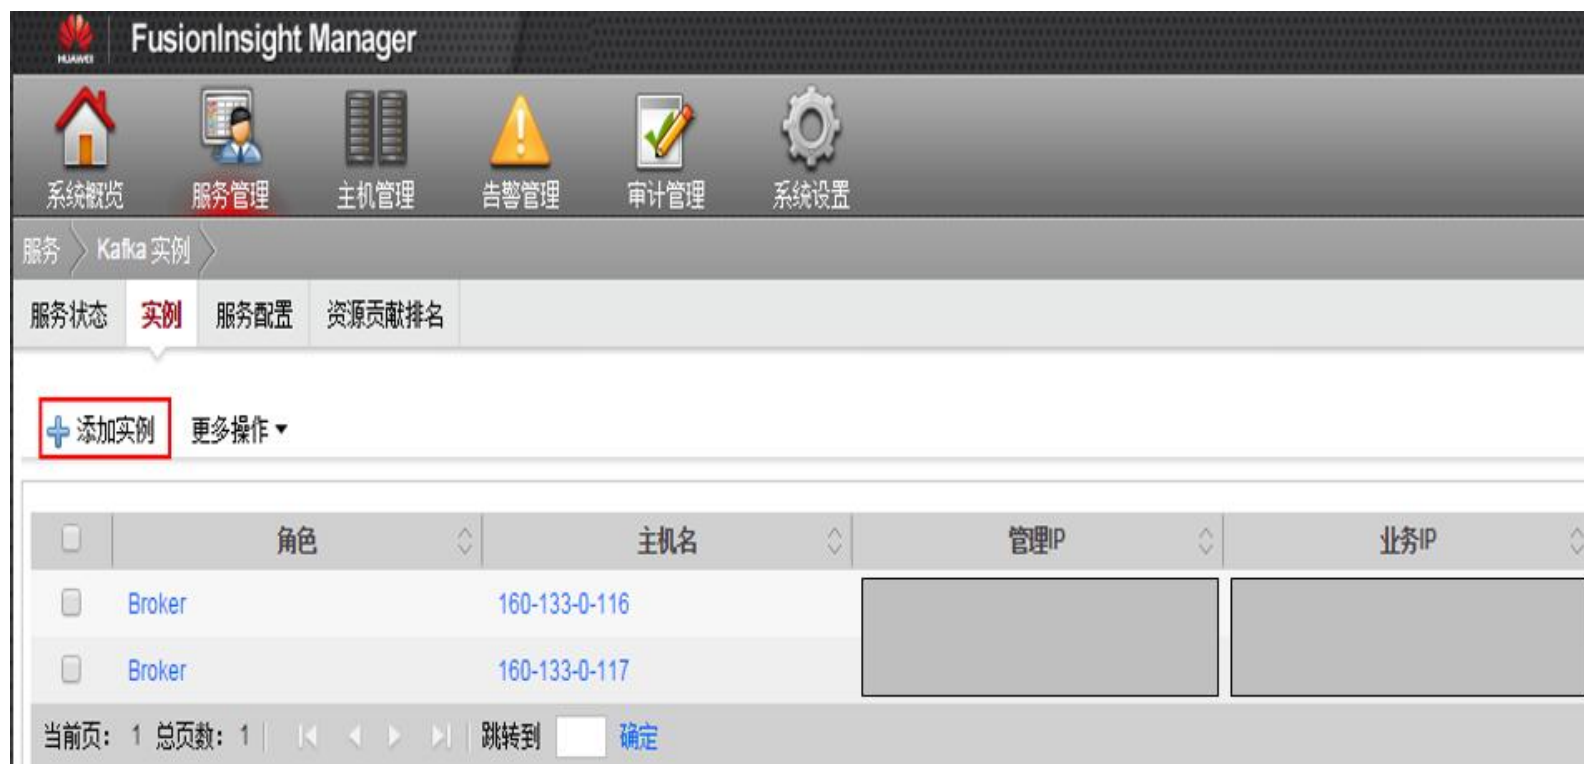 HUAWEI FusionInsight Manager
系统概览 服务管理 主机管理 告警管理 审计管理 系统设置
服务 Kafka 实例
服务状态 实例 服务配置 资源贡献排名
添加实例 更多操作
角色 主机名 管理IP 业务IP
Broker 160-133-0-116
Broker 160-133-0-117
当前页： 1 总页数： 1 跳转到 确定